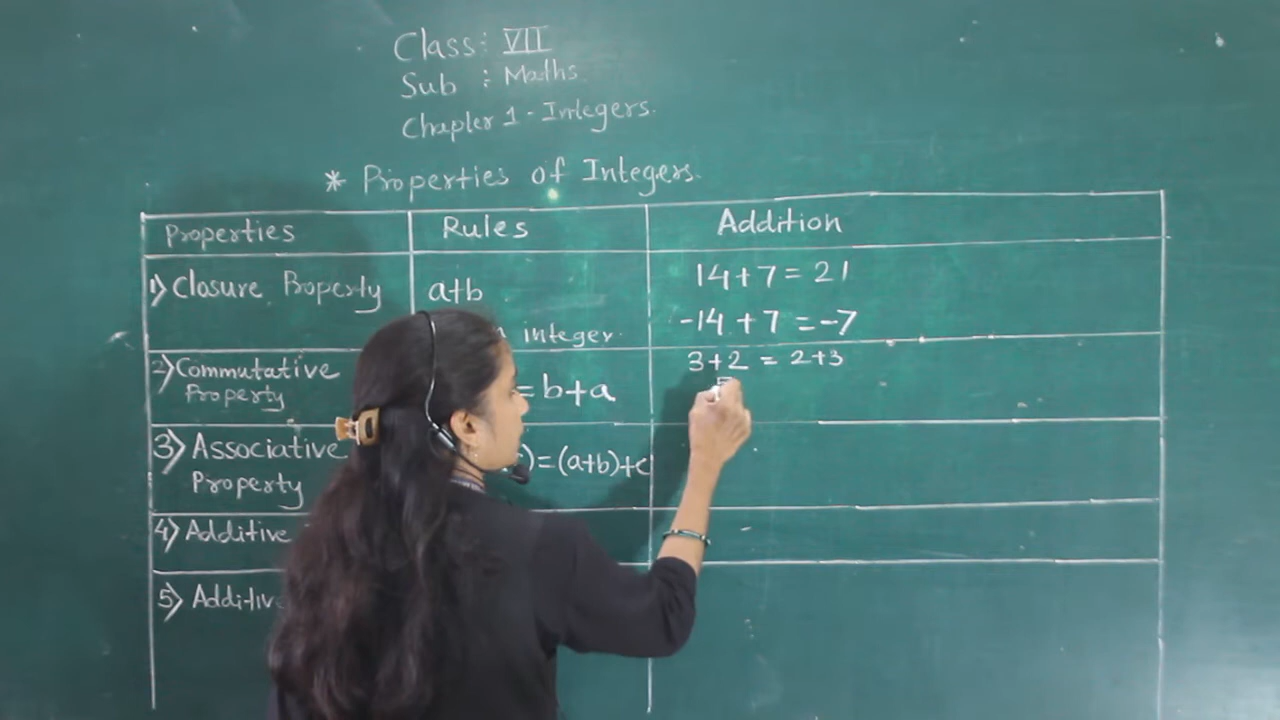 Class: VII
Sub : Maths.
Chapter 1 - Integers.
* Properties of Integers.
Properties Rules Addition
1) Closure Property a+b 14+7=21
integer. -14+7=-7
2) Commutative =b+a 3+2 = 2+3
Property
3) Associative )=(a+b)+c
Property
4) Additive
5) Additive